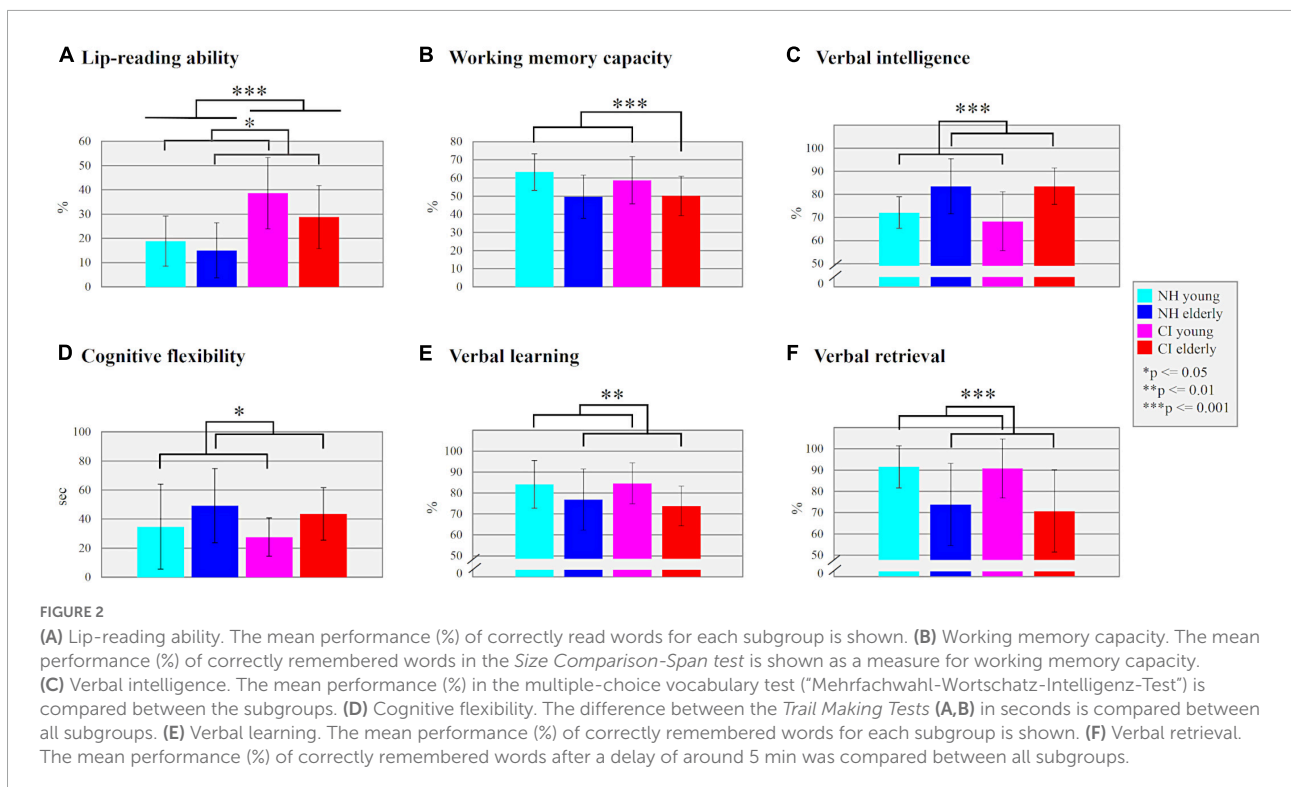 A Lip-reading ability
***
*
60
50
40
30
20
10
0
%
B Working memory capacity
***
80
70
60
50
40
30
20
10
0
%
C Verbal intelligence
***
100
90
80
70
60
50
0
%
NH young
NH elderly
CI young
CI elderly
*p <= 0.05
**p <= 0.01
***p <= 0.001
D Cognitive flexibility
*
100
80
60
40
20
0
sec
E Verbal learning
**
100
90
80
70
60
50
0
%
F Verbal retrieval
***
100
90
80
70
60
50
0
%
FIGURE 2
(A) Lip-reading ability. The mean performance (%) of correctly read words for each subgroup is shown. (B) Working memory capacity. The mean
performance (%) of correctly remembered words in the Size Comparison-Span test is shown as a measure for working memory capacity.
(C) Verbal intelligence. The mean performance (%) in the multiple-choice vocabulary test (“Mehrfachwahl-Wortschatz-Intelligenz-Test”) is
compared between the subgroups. (D) Cognitive flexibility. The difference between the Trail Making Tests (A,B) in seconds is compared between
all subgroups. (E) Verbal learning. The mean performance (%) of correctly remembered words for each subgroup is shown. (F) Verbal retrieval.
The mean performance (%) of correctly remembered words after a delay of around 5 min was compared between all subgroups.